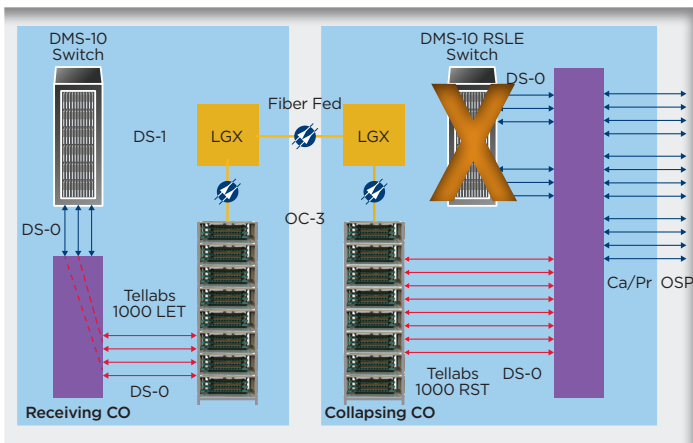 DMS-10
Switch
DMS-10 RSLE
Switch
DS-0
Fiber Fed
DS-1
LGX
LGX
OC-3
DS-0
Ca/Pr
OSP
Tellabs
1000 LET
DS-0
Tellabs
1000 RST
DS-0
Receiving CO
Collapsing CO